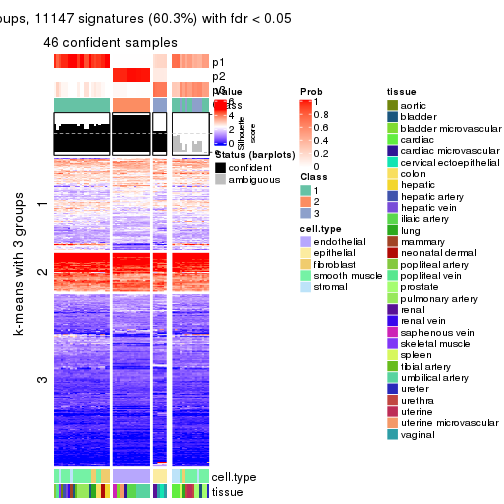 oups, 11147 signatures (60.3%) with fdr < 0.05
46 confident samples
p1
p2
p3
Class
k-means with 3 groups
1
2
3
cell.type
tissue
Value
6
4
2
0
Silhouette
score
Status (barplots)
confident
ambiguous
Prob
1
0.8
0.6
0.4
0.2
0
Class
1
2
3
cell.type
endothelial
epithelial
fibroblast
smooth muscle
stromal
tissue
aortic
bladder
bladder microvascular
cardiac
cardiac microvascular
cervical ectoepithelial
colon
hepatic
hepatic artery
hepatic vein
iliaic artery
lung
mammary
neonatal dermal
popliteal artery
popliteal vein
prostate
pulmonary artery
renal
renal vein
saphenous vein
skeletal muscle
spleen
tibial artery
umbilical artery
ureter
urethra
uterine
uterine microvascular
vaginal